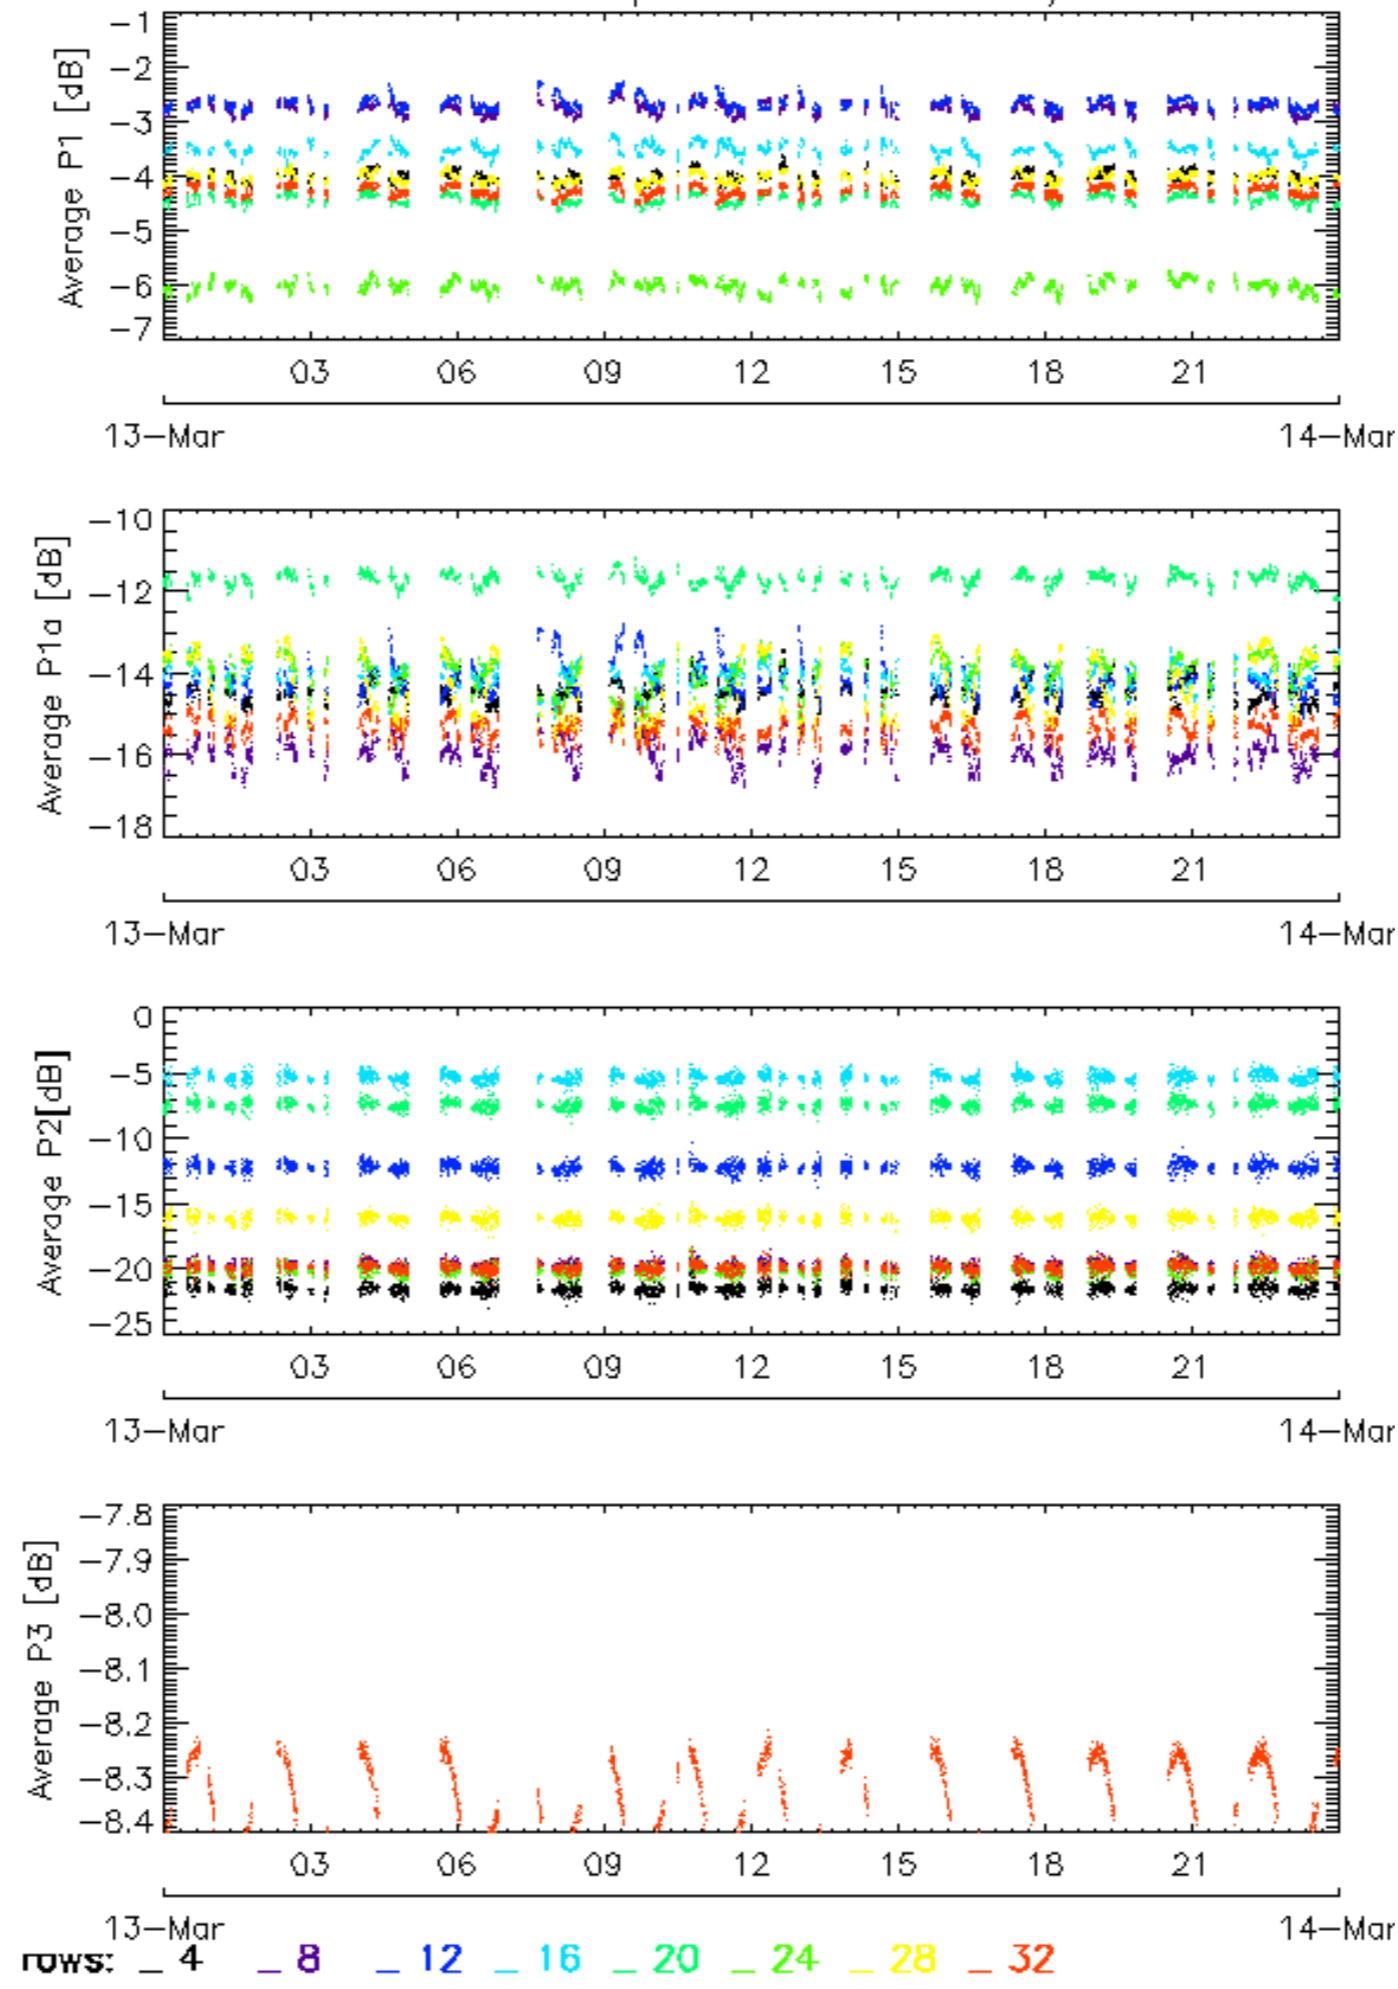 Average P1 [dB]
-1
-2
-3
-4
-5
-6
-7
03 06 09 12 15 18 21
13-Mar 14-Mar
Average P1a [dB]
-10
-12
-14
-16
-18
03 06 09 12 15 18 21
13-Mar 14-Mar
Average P2[dB]
0
-5
-10
-15
-20
-25
03 06 09 12 15 18 21
13-Mar 14-Mar
Average P3 [dB]
-7.8
-7.9
-8.0
-8.1
-8.2
-8.3
-8.4
03 06 09 12 15 18 21
13-Mar 14-Mar
rows: _ 4 _ 8 _ 12 _ 16 _ 20 _ 24 _ 28 _ 32